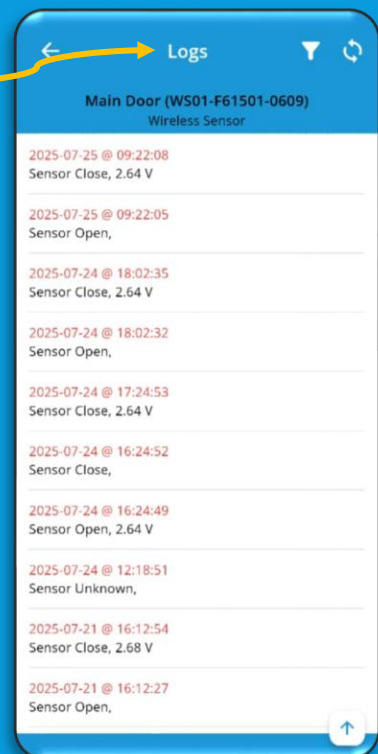 Logs
Main Door (WS01-F61501-0609)
Wireless Sensor
2025-07-25 @ 09:22:08
Sensor Close, 2.64 V
2025-07-25 @ 09:22:05
Sensor Open,
2025-07-24 @ 18:02:35
Sensor Close, 2.64 V
2025-07-24 @ 18:02:32
Sensor Open,
2025-07-24 @ 17:24:53
Sensor Close, 2.64 V
2025-07-24 @ 16:24:52
Sensor Close,
2025-07-24 @ 16:24:49
Sensor Open, 2.64 V
2025-07-24 @ 12:18:51
Sensor Unknown,
2025-07-21 @ 16:12:54
Sensor Close, 2.68 V
2025-07-21 @ 16:12:27
Sensor Open,